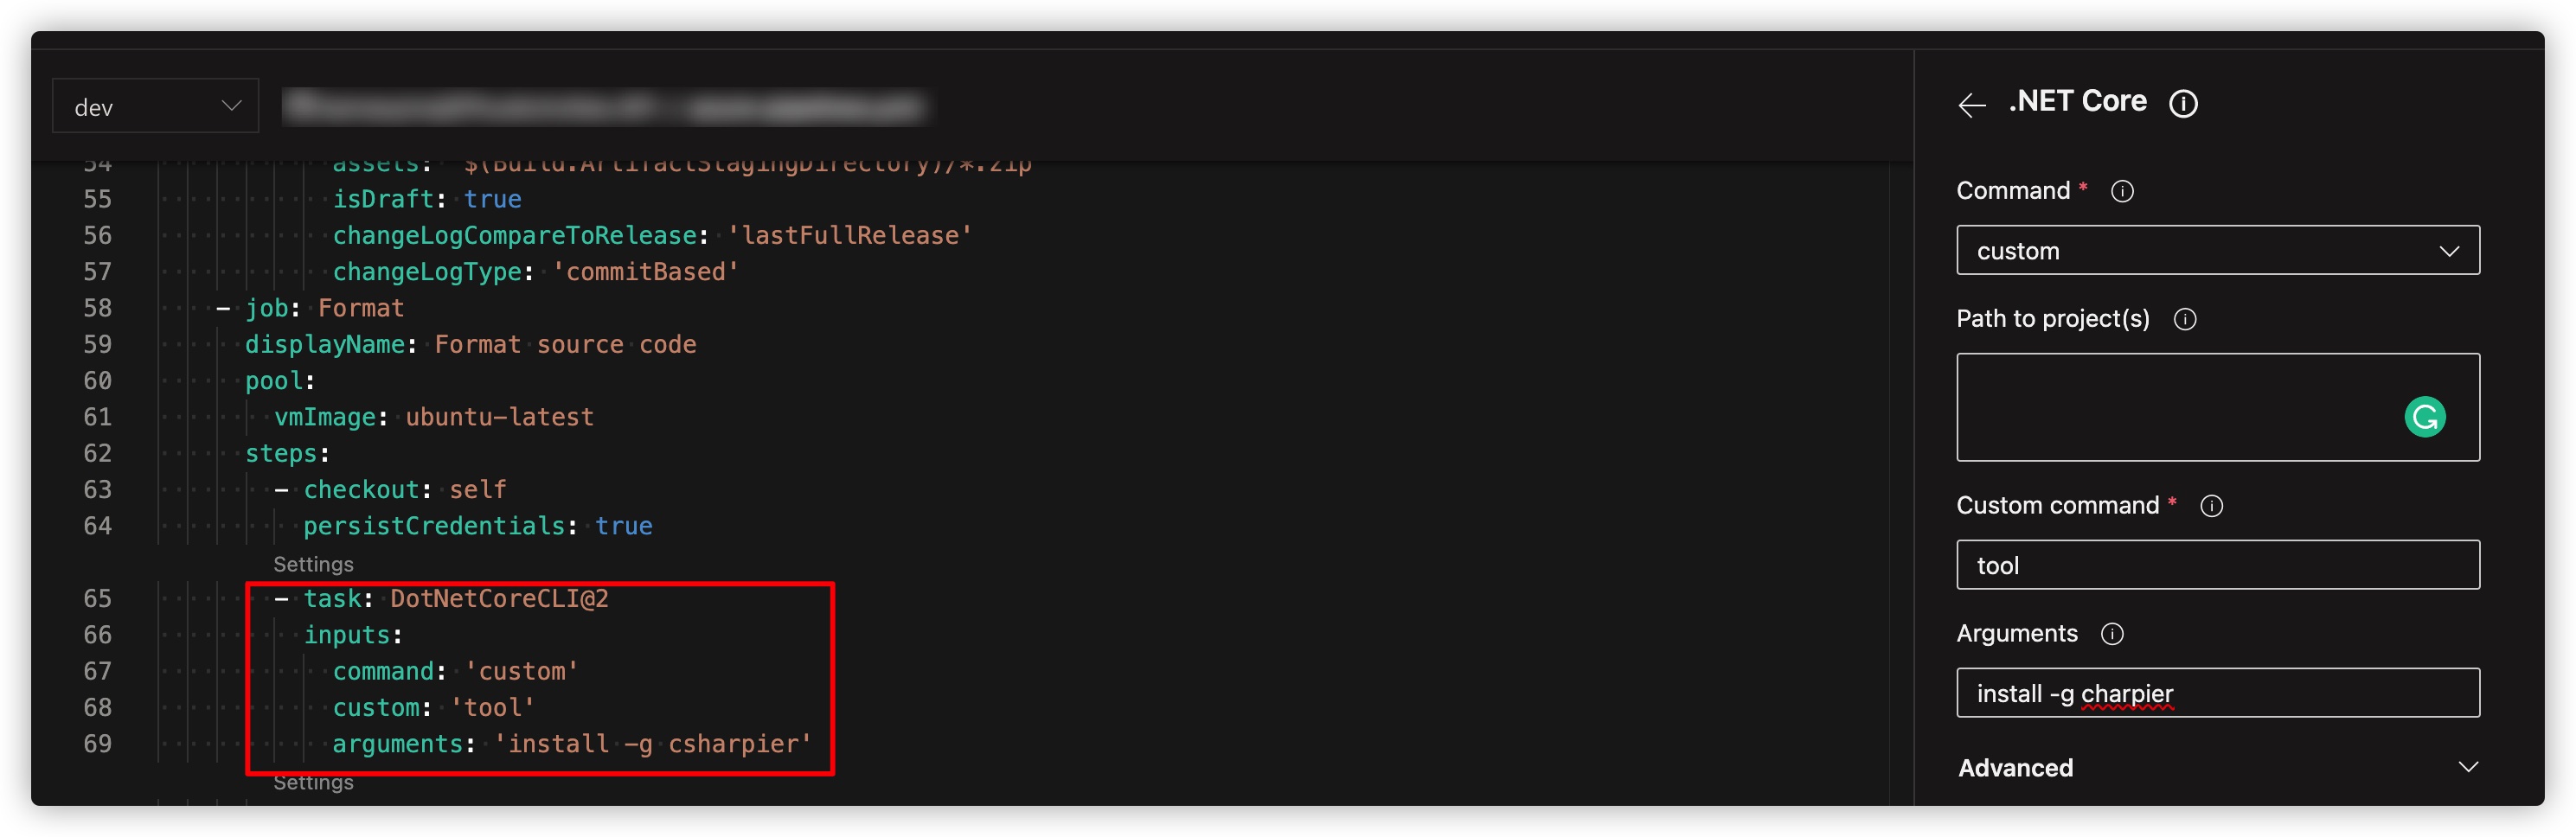 dev
54 assets: $(Build.ArtifactStagingDirectory)/*.zip
55 isDraft: true
56 changeLogCompareToRelease: 'lastFullRelease'
57 changeLogType: 'commitBased'
58 - job: Format
59 displayName: Format source code
60 pool:
61 vmImage: ubuntu-latest
62 steps:
63 - checkout: self
64 persistCredentials: true
Settings
65 - task: DotNetCoreCLI@2
66 inputs:
67 command: 'custom'
68 custom: 'tool'
69 arguments: 'install -g csharpier'
Settings
.NET Core
Command *
custom
Path to project(s)
Custom command *
tool
Arguments
install -g charpier
Advanced